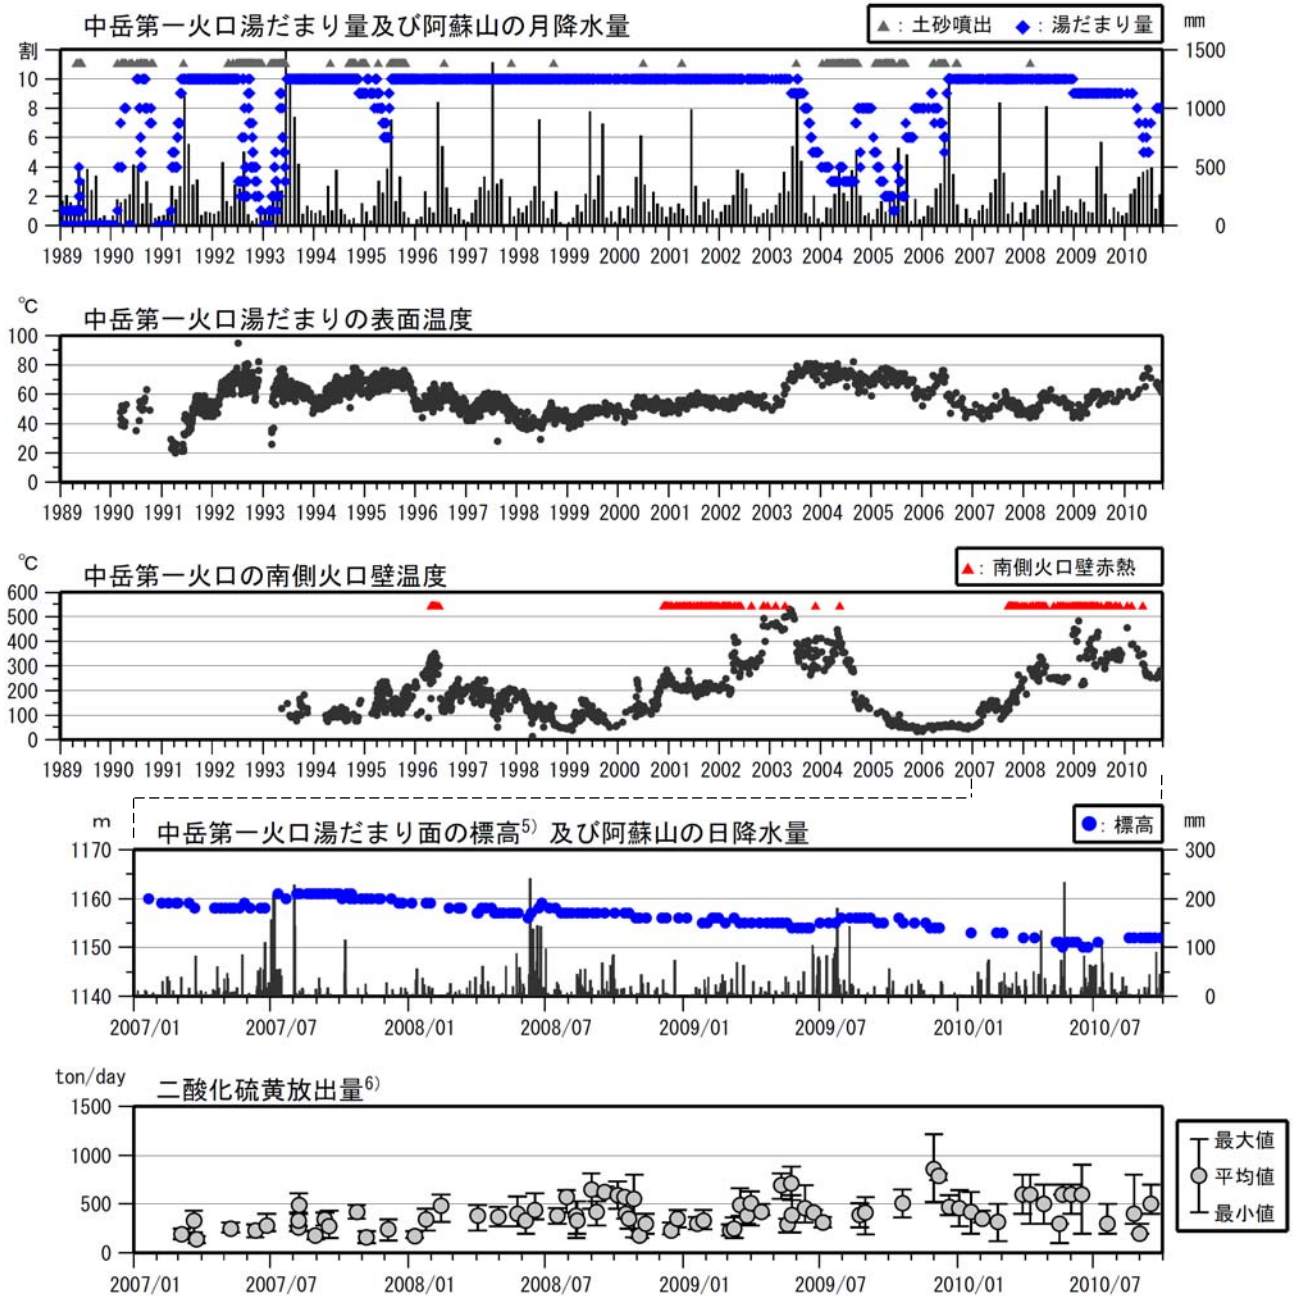 中岳第一火口湯だまり量及び阿蘇山の月降水量
▲: 土砂噴出 ◆: 湯だまり量
mm
割
10
8
6
4
2
0
1500
1000
500
0
1989 1990 1991 1992 1993 1994 1995 1996 1997 1998 1999 2000 2001 2002 2003 2004 2005 2006 2007 2008 2009 2010
℃
中岳第一火口湯だまりの表面温度
100
80
60
40
20
0
1989 1990 1991 1992 1993 1994 1995 1996 1997 1998 1999 2000 2001 2002 2003 2004 2005 2006 2007 2008 2009 2010
℃
中岳第一火口の南側火口壁温度
▲: 南側火口壁赤熱
600
500
400
300
200
100
0
1989 1990 1991 1992 1993 1994 1995 1996 1997 1998 1999 2000 2001 2002 2003 2004 2005 2006 2007 2008 2009 2010
m
中岳第一火口湯だまり面の標高5) 及び阿蘇山の日降水量
●: 標高
mm
1170
1160
1150
1140
300
200
100
0
2007/01 2007/07 2008/01 2008/07 2009/01 2009/07 2010/01 2010/07
ton/day
二酸化硫黄放出量6)
1500
1000
500
0
最大値
平均値
最小値
2007/01 2007/07 2008/01 2008/07 2009/01 2009/07 2010/01 2010/07